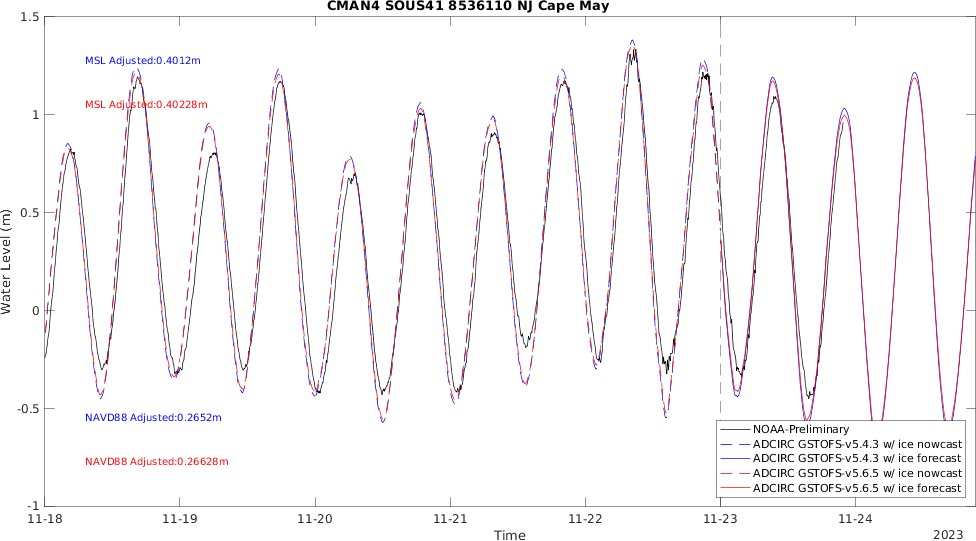 CMAN4 SOUS41 8536110 NJ Cape May
1.5
MSL Adjusted:0.4012m
MSL Adjusted:0.40228m
1
0.5
Water Level (m)
0
-0.5
NAVD88 Adjusted:0.2652m
NAVD88 Adjusted:0.26628m
-1
NOAA-Preliminary
ADCIRC GSTOFS-v5.4.3 w/ ice nowcast
ADCIRC GSTOFS-v5.4.3 w/ ice forecast
ADCIRC GSTOFS-v5.6.5 w/ ice nowcast
ADCIRC GSTOFS-v5.6.5 w/ ice forecast
11-18 11-19 11-20 11-21 11-22 11-23 11-24
Time
2023